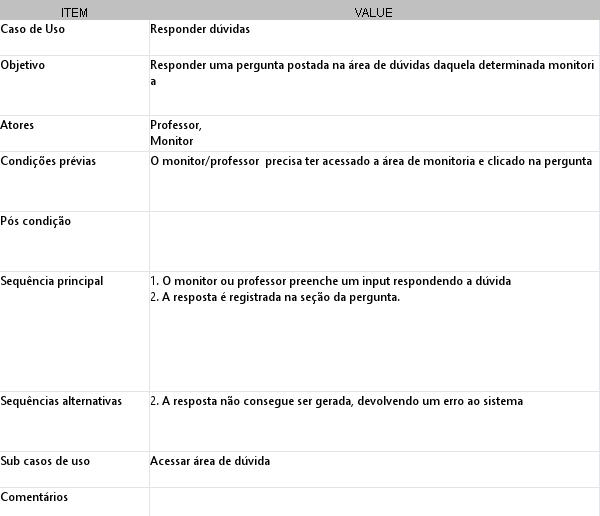 ITEM VALUE
Caso de Uso Responder dúvidas
Objetivo Responder uma pergunta postada na área de dúvidas daquela determinada monitori
a
Atores Professor,
Monitor
Condições prévias O monitor/professor  precisa ter acessado a área de monitoria e clicado na pergunta
Pós condição
Sequência principal 1. O monitor ou professor preenche um input respondendo a dúvida
2. A resposta é registrada na seção da pergunta.
Sequências alternativas 2. A resposta não consegue ser gerada, devolvendo um erro ao sistema
Sub casos de uso Acessar área de dúvida
Comentários